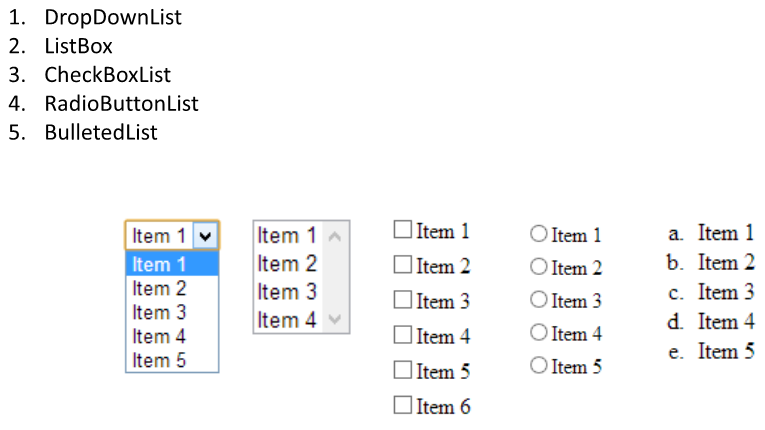 1. DropDownList
2. ListBox
3. CheckBoxList
4. RadioButtonList
5. BulletedList
Item 1
Item 1
Item 2
Item 3
Item 4
Item 5
Item 1
Item 2
Item 3
Item 4
Item 1
Item 2
Item 3
Item 4
Item 5
Item 6
Item 1
Item 2
Item 3
Item 4
Item 5
a. Item 1
b. Item 2
c. Item 3
d. Item 4
e. Item 5